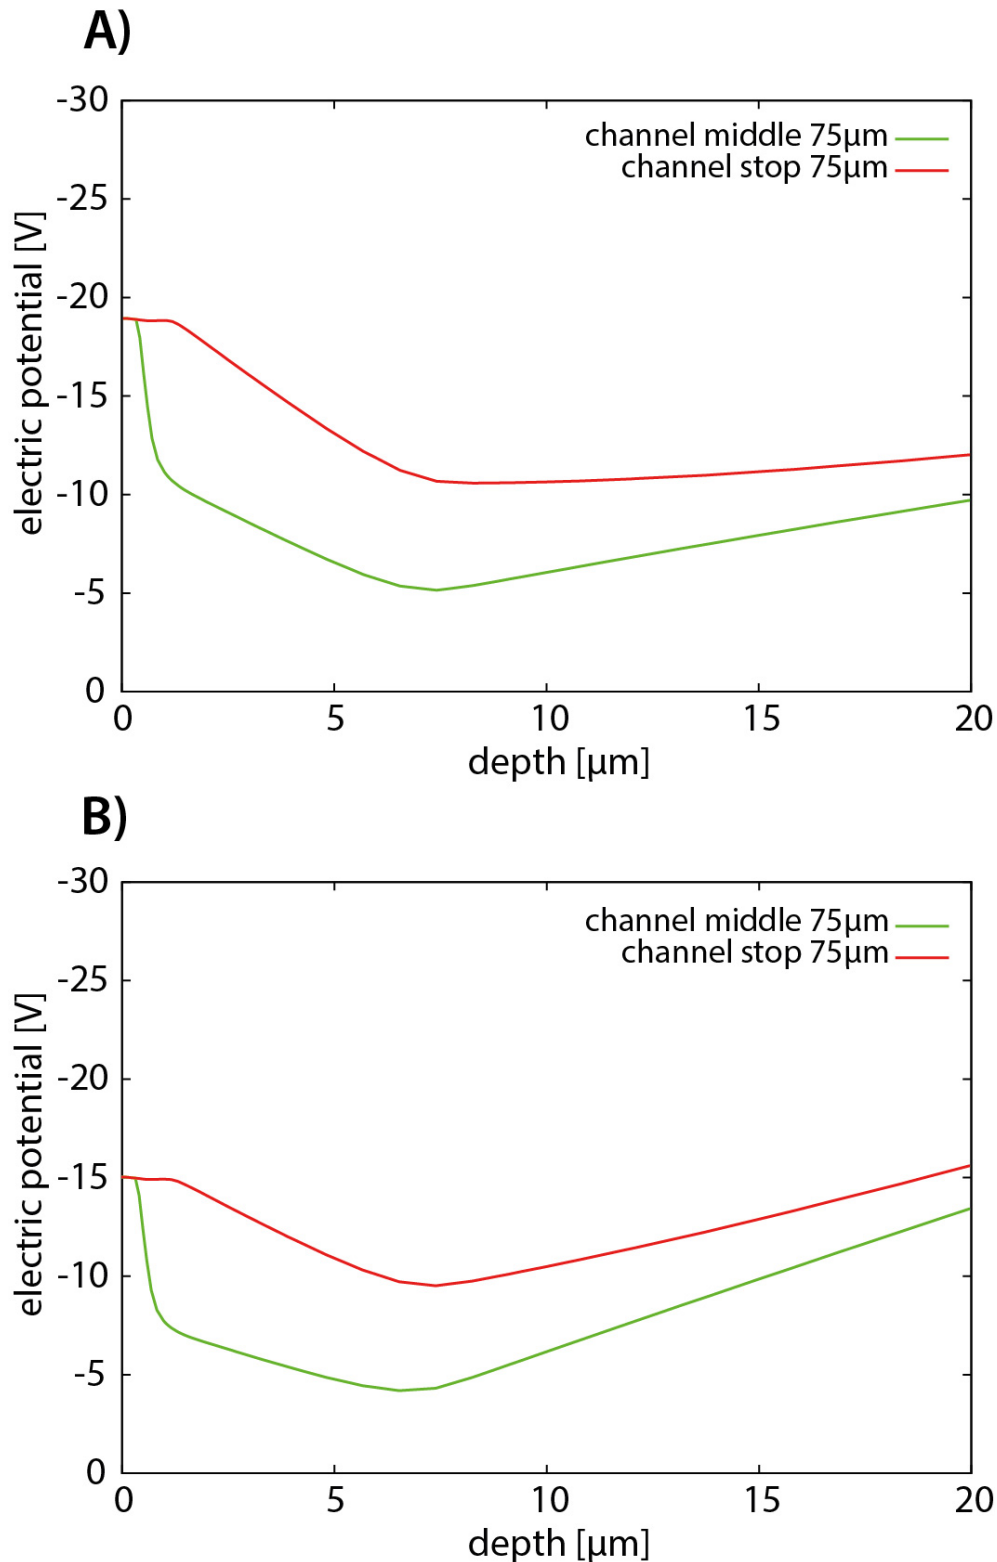 A)
electric potential [V]
-30
-25
-20
-15
-10
-5
0
channel middle 75µm
channel stop 75µm
0 5 10 15 20
depth [µm]
B)
electric potential [V]
-30
-25
-20
-15
-10
-5
0
channel middle 75µm
channel stop 75µm
0 5 10 15 20
depth [µm]